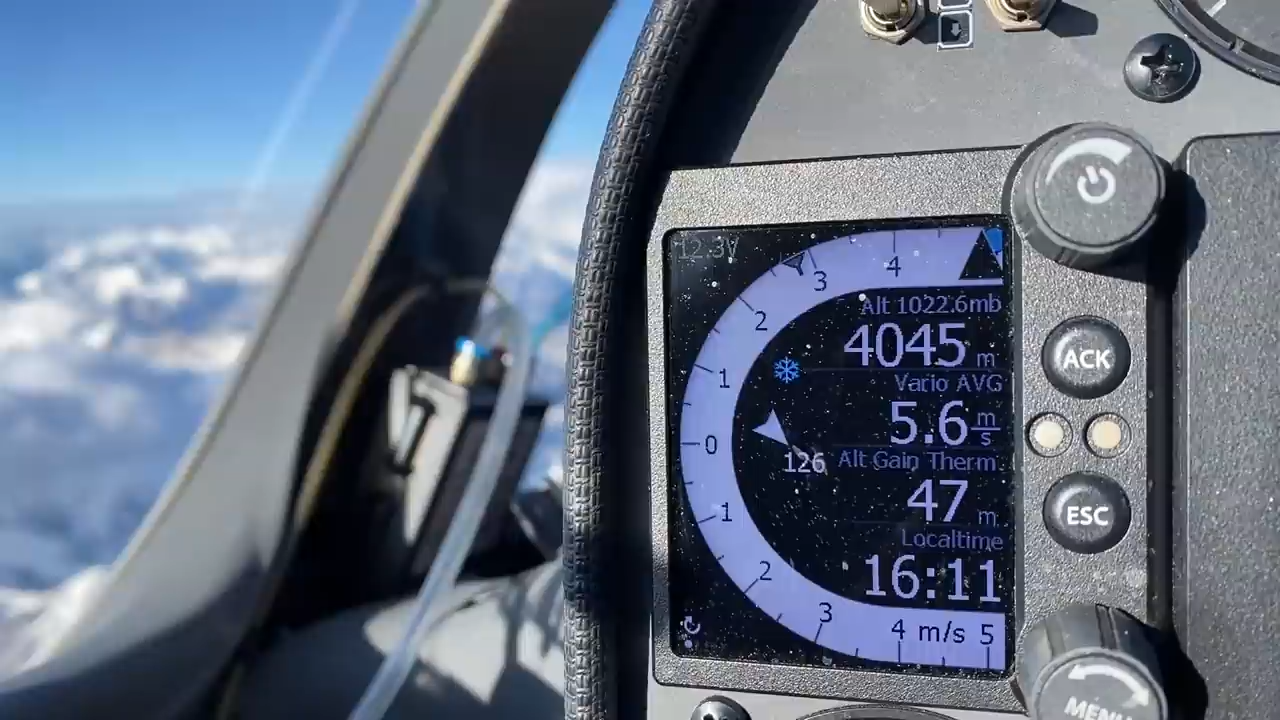 12.3V
4
3
2
1
0
1
2
3
4 m/s 5
Alt 1022.6mb
4045 m
Vario AVG
5.6 m/s
126
Alt Gain Therm
47 m
Localtime
16:11
ACK
ESC
MENU